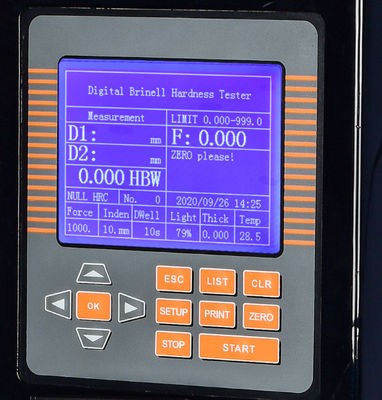 Digital Brinell Hardness Tester
Measurement LIMIT 0.000-999.0
D1: mm F: 0.000
D2: mm ZERO please!
0.000 HBW
NULL HRC No. 0 2020/09/26 14:25
Force Inden DWell Light Thick Temp
1000. 10.mm 10s 79% 0.000 28.5
ESC LIST CLR
OK SETUP PRINT ZERO
STOP START